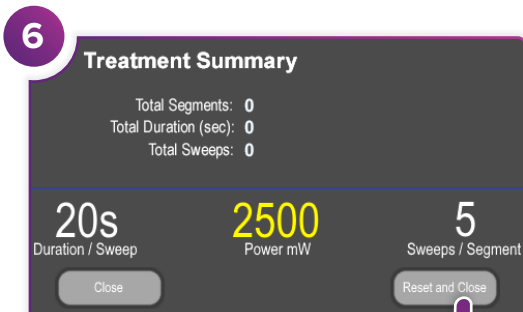 6
Treatment Summary
Total Segments: 0
Total Duration (sec): 0
Total Sweeps: 0
20s 2500 5
Duration / Sweep Power mW Sweeps / Segment
Close Reset and Close